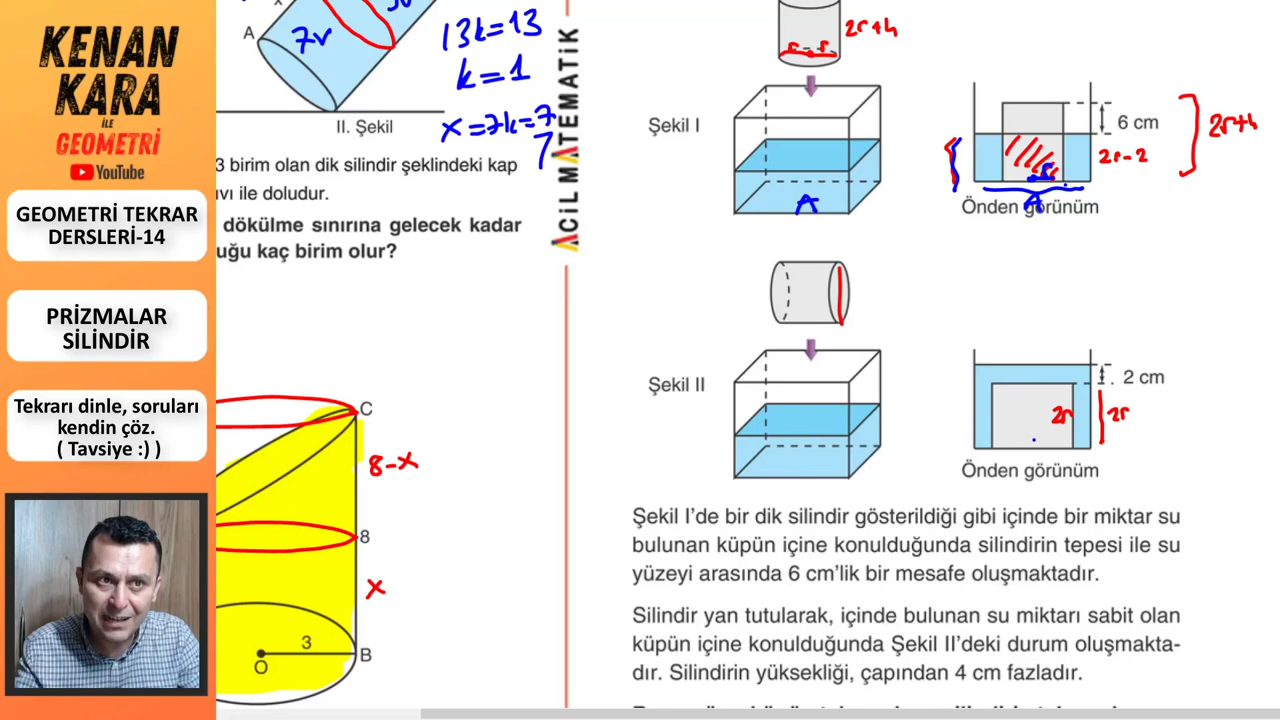 KENAN
KARA
İLE
GEOMETRİ
YouTube
GEOMETRİ TEKRAR
DERSLERİ-14
PRİZMALAR
SİLİNDİR
Tekrarı dinle, soruları
kendin çöz.
( Tavsiye :) )
A
7r
13k=13
k=1
x=7k=7
7
II. Şekil
3 birim olan dik silindir şeklindeki kap
ıvı ile doludur.
dökülme sınırına gelecek kadar
uğu kaç birim olur?
C
8-x
8
x
3
O
B
ACİL MATEMATİK
2r+4
r r
Şekil I
A
6 cm
2r-2
2r+4
r
A
Önden görünüm
Şekil II
2 cm
2r
2r
Önden görünüm
Şekil I’de bir dik silindir gösterildiği gibi içinde bir miktar su
bulunan küpün içine konulduğunda silindirin tepesi ile su
yüzeyi arasında 6 cm’lik bir mesafe oluşmaktadır.
Silindir yan tutularak, içinde bulunan su miktarı sabit olan
küpün içine konulduğunda Şekil II’deki durum oluşmakta-
dır. Silindirin yüksekliği, çapından 4 cm fazladır.